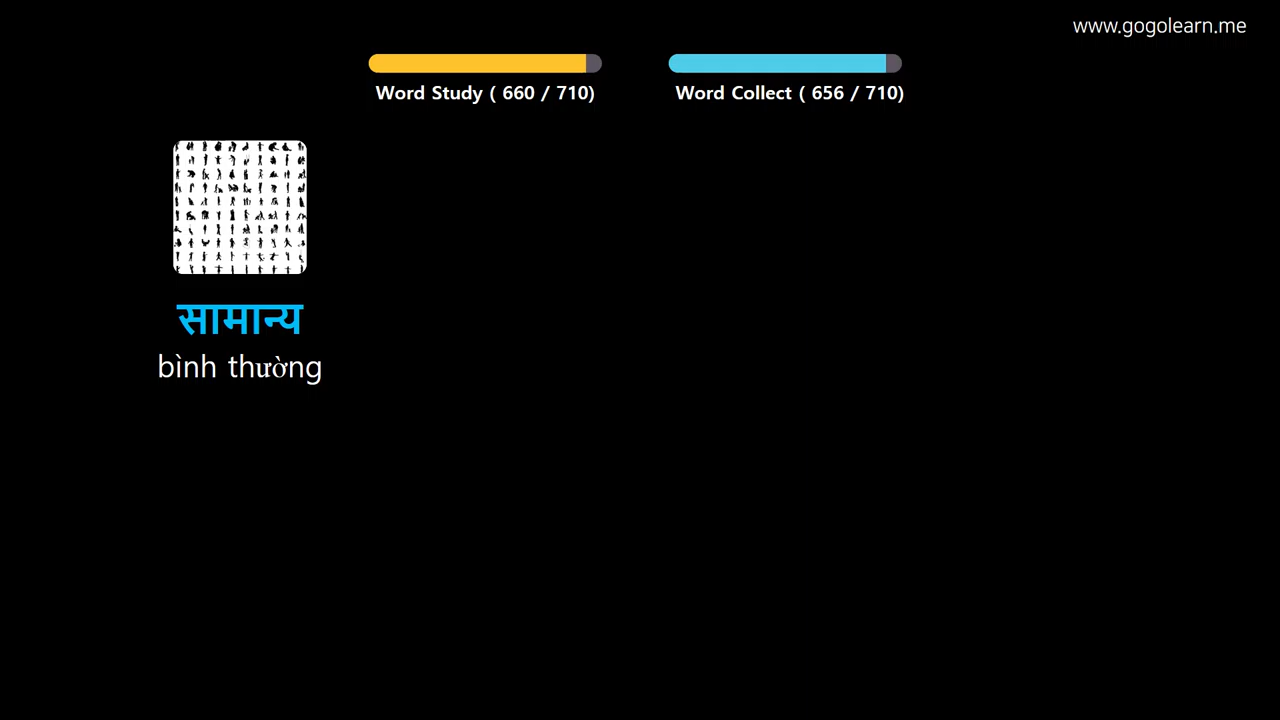 www.gogolearn.me
Word Study ( 660 / 710)
Word Collect ( 656 / 710)
सामान्य
bình thường